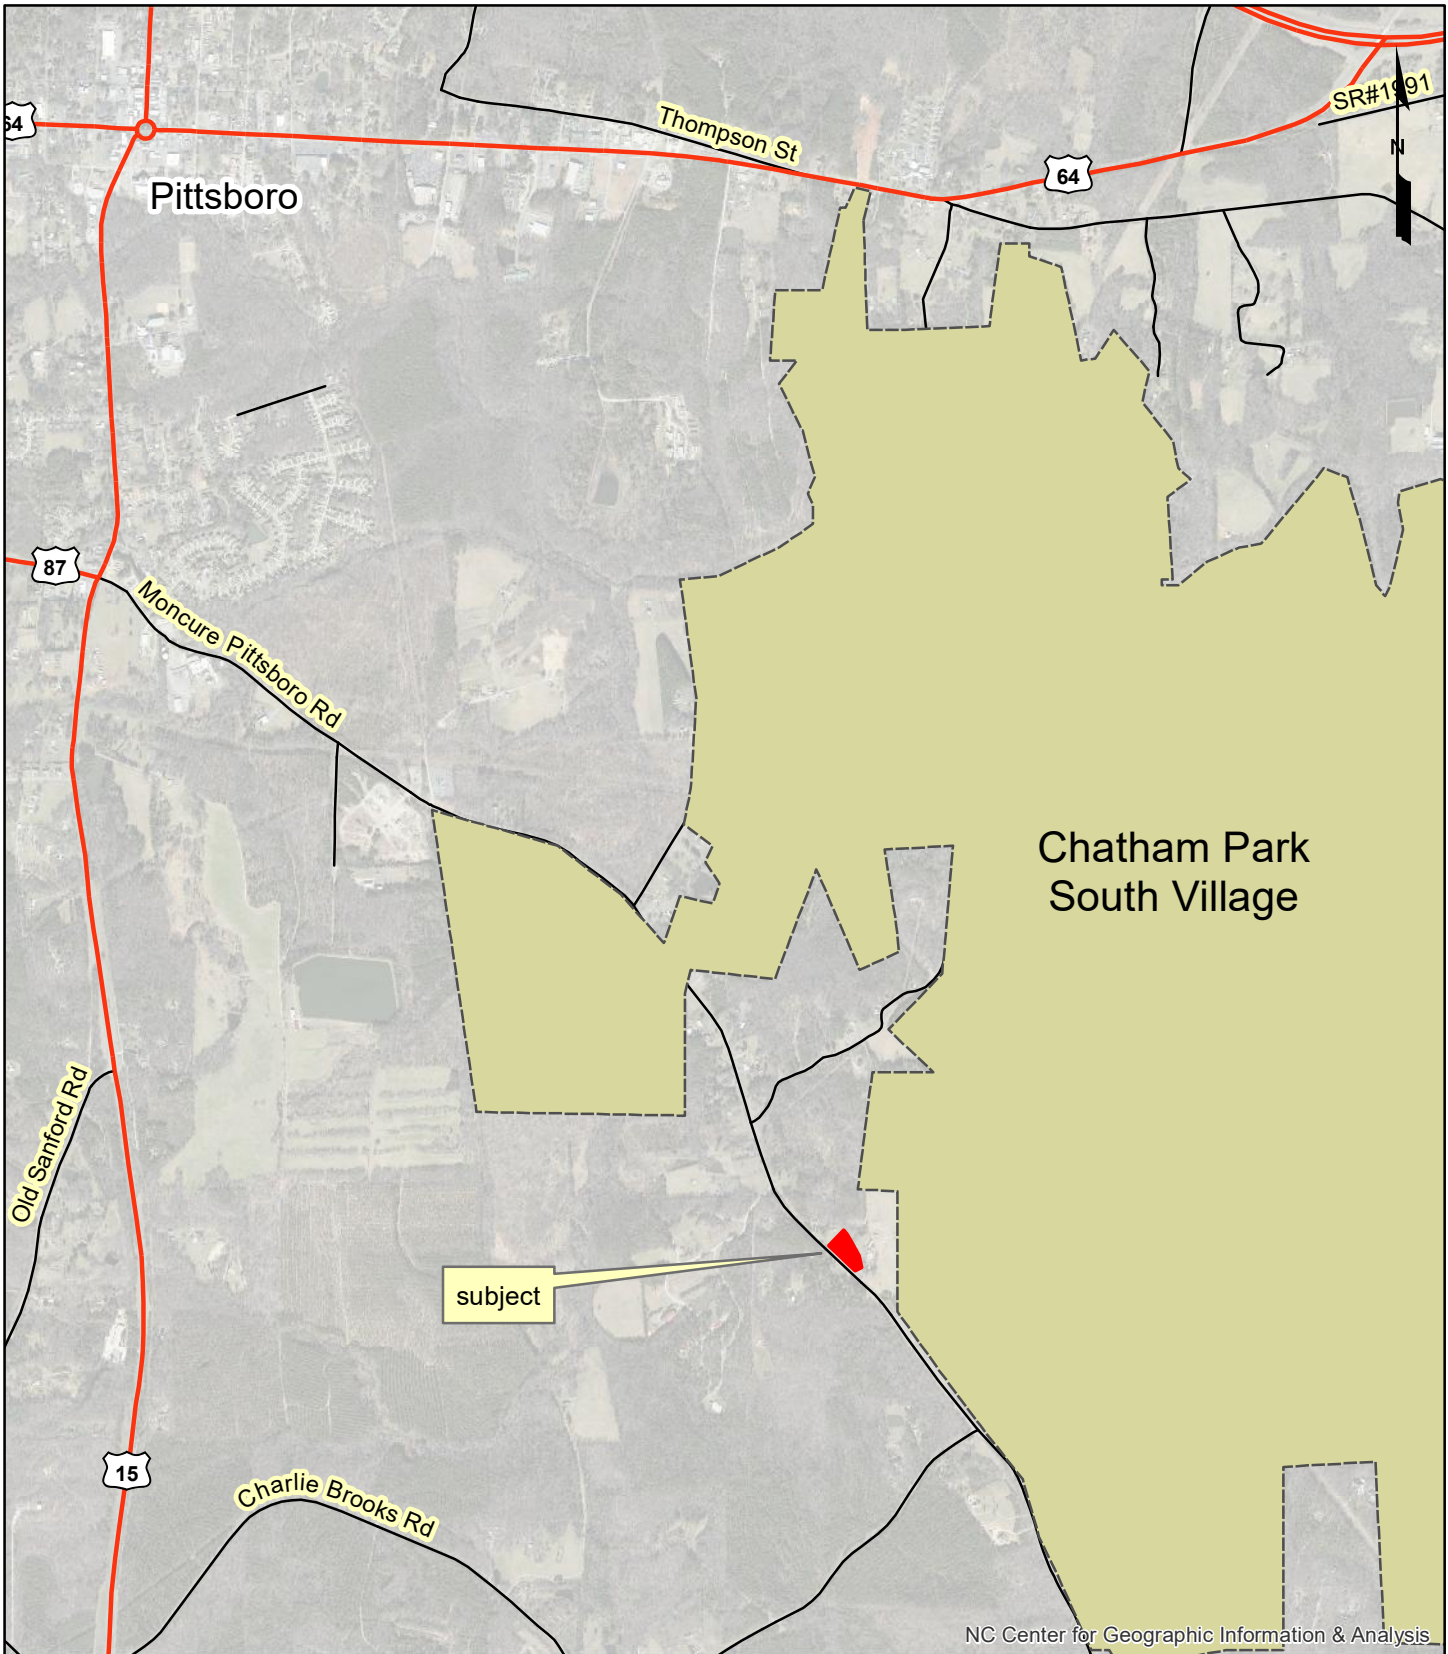 64
Pittsboro
Thompson St
64
SR#1991
N
87
Moncure Pittsboro Rd
Chatham Park
South Village
Old Sanford Rd
subject
15
Charlie Brooks Rd
NC Center for Geographic Information & Analysis